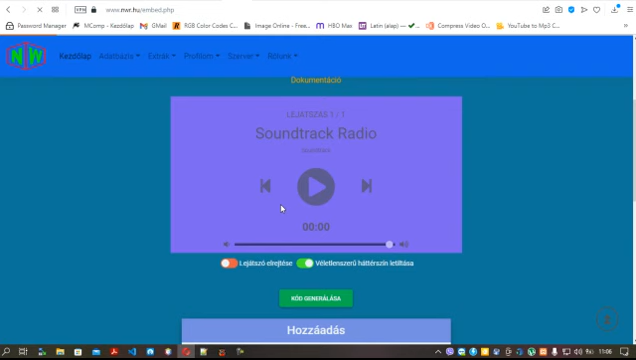 www.nwr.hu/embed.php
Password Manager MComp - Kezdőlap GMail RGB Color Codes C... Image Online - Free... HBO Max Latin (alap) — Compress Video O... YouTube to Mp3 C...
NW Kezdőlap Adatbázis Extrák Profilom Szerver Rólunk
Dokumentáció
LEJÁTSZÁS 1 / 1
Soundtrack Radio
Soundtrack
00:00
Lejátszó elrejtése Véletlenszerű háttérszín letiltása
KÓD GENERÁLÁSA
Hozzáadás
11:06